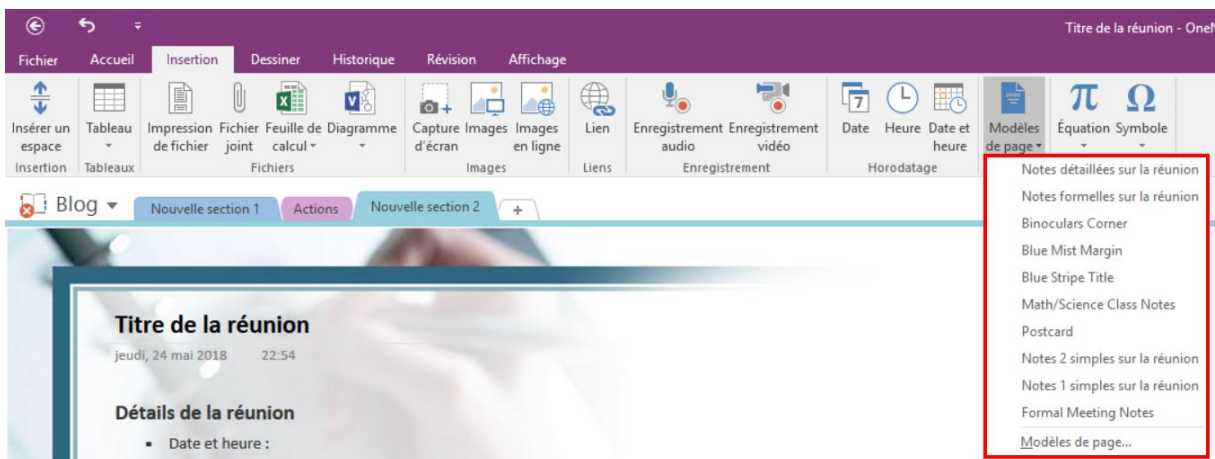 Titre de la réunion - OneN
Fichier Accueil Insertion Dessiner Historique Révision Affichage
Insérer un espace
Tableau
Impression de fichier
Fichier joint
Feuille de calcul
Diagramme
Capture d'écran
Images
Images en ligne
Lien
Enregistrement audio
Enregistrement vidéo
7
Date
Heure
Date et heure
Modèles de page
π
Équation
Ω
Symbole
Insertion Tableaux Fichiers Images Liens Enregistrement Horodatage
Notes détaillées sur la réunion
Notes formelles sur la réunion
Binoculars Corner
Blue Mist Margin
Blue Stripe Title
Math/Science Class Notes
Postcard
Notes 2 simples sur la réunion
Notes 1 simples sur la réunion
Formal Meeting Notes
Modèles de page...
Blog Nouvelle section 1 Actions Nouvelle section 2 +
Titre de la réunion
jeudi, 24 mai 2018 22:54
Détails de la réunion
▪ Date et heure :